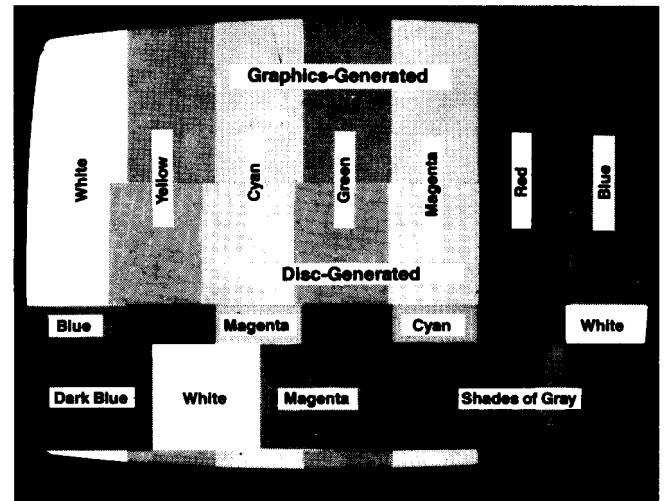 Graphics-Generated
White
Yellow
Cyan
Green
Magenta
Red
Blue
Disc-Generated
Blue
Magenta
Cyan
White
Dark Blue
White
Magenta
Shades of Gray